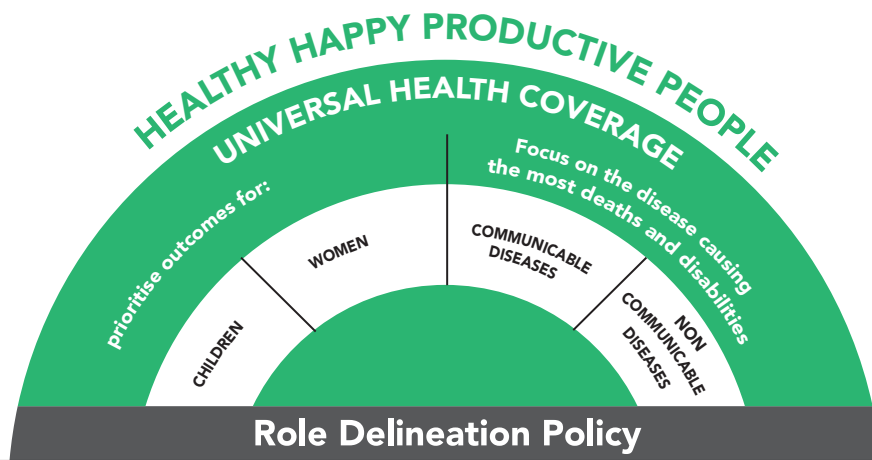 HEALTHY HAPPY PRODUCTIVE PEOPLE
UNIVERSAL HEALTH COVERAGE
prioritise outcomes for:
Focus on the disease causing
the most deaths and disabilities
CHILDREN
WOMEN
COMMUNICABLE
DISEASES
NON
COMMUNICABLE
DISEASES
Role Delineation Policy